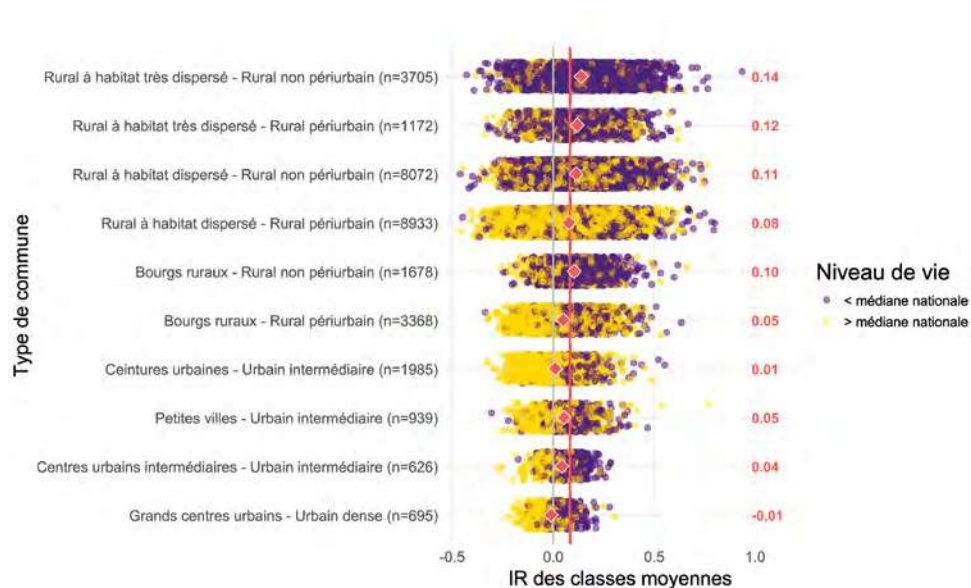 Type de commune
Rural à habitat très dispersé - Rural non périurbain (n=3705) 0.14
Rural à habitat très dispersé - Rural périurbain (n=1172) 0.12
Rural à habitat dispersé - Rural non périurbain (n=8072) 0.11
Rural à habitat dispersé - Rural périurbain (n=8933) 0.08
Bourgs ruraux - Rural non périurbain (n=1678) 0.10
Bourgs ruraux - Rural périurbain (n=3368) 0.05
Ceintures urbaines - Urbain intermédiaire (n=1985) 0.01
Petites villes - Urbain intermédiaire (n=939) 0.05
Centres urbains intermédiaires - Urbain intermédiaire (n=626) 0.04
Grands centres urbains - Urbain dense (n=695) -0.01
-0.5 0.0 0.5 1.0
IR des classes moyennes
Niveau de vie
< médiane nationale
> médiane nationale